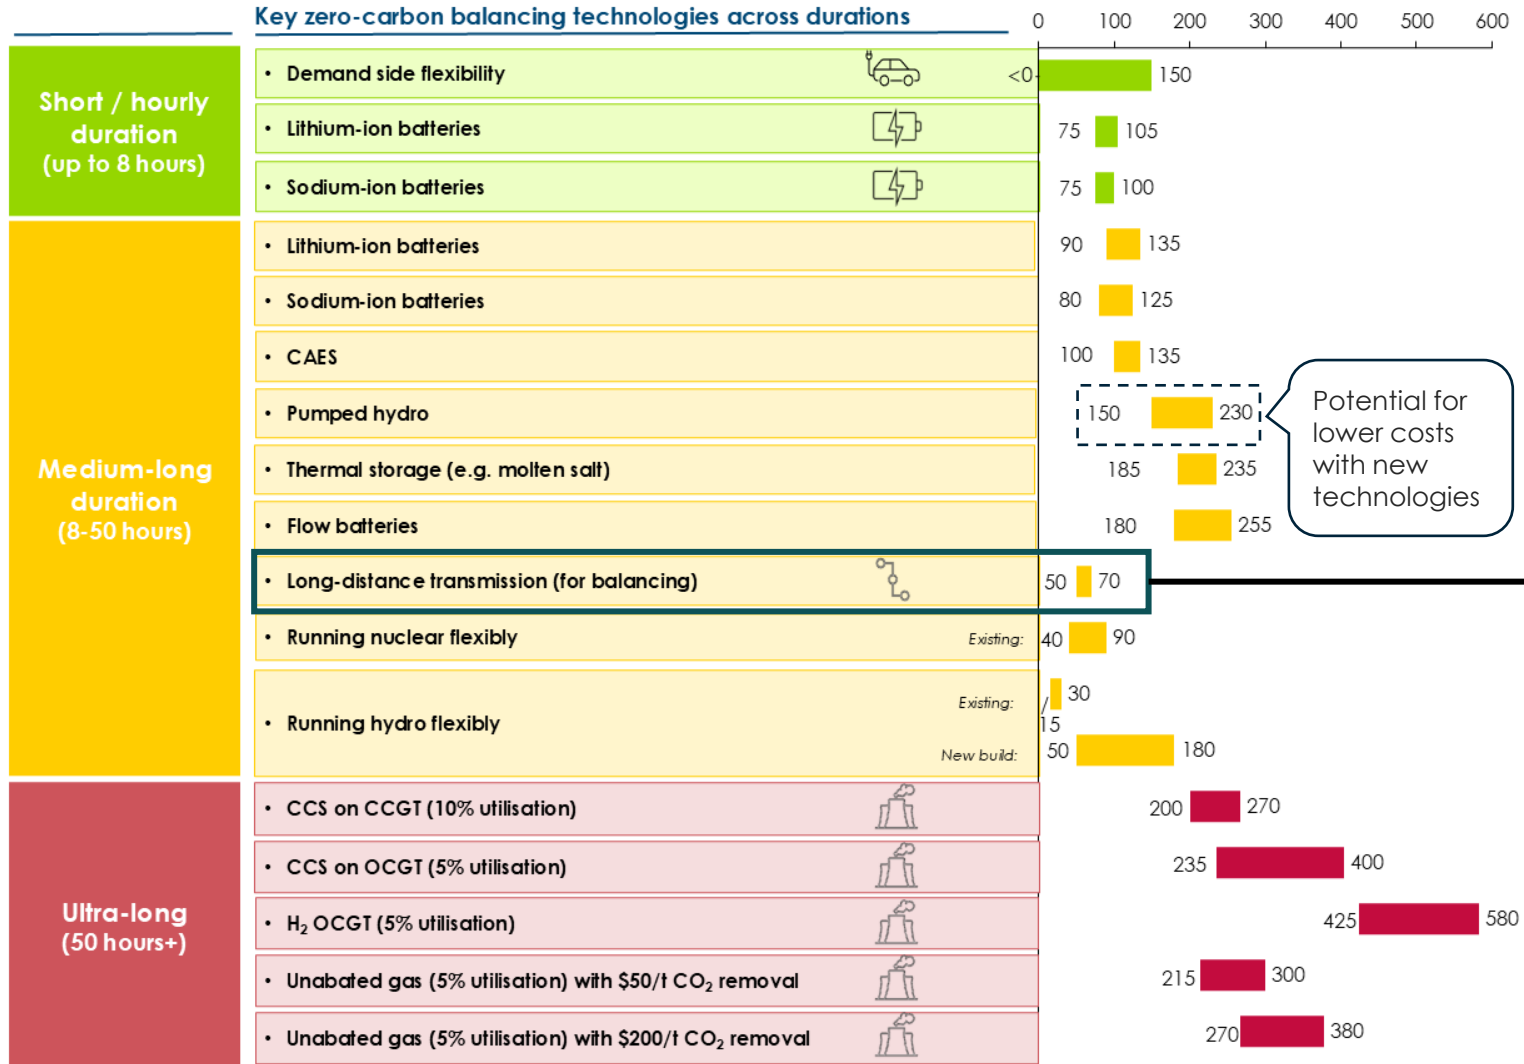 Key zero-carbon balancing technologies across durations
0 100 200 300 400 500 600
Short / hourly
duration
(up to 8 hours)
• Demand side flexibility <0 150
• Lithium-ion batteries 75 105
• Sodium-ion batteries 75 100
Medium-long
duration
(8-50 hours)
• Lithium-ion batteries 90 135
• Sodium-ion batteries 80 125
• CAES 100 135
• Pumped hydro 150 230
Potential for
lower costs
with new
technologies
• Thermal storage (e.g. molten salt) 185 235
• Flow batteries 180 255
• Long-distance transmission (for balancing) 50 70
• Running nuclear flexibly Existing: 40 90
• Running hydro flexibly
Existing: 15 30
New build: 50 180
Ultra-long
(50 hours+)
• CCS on CCGT (10% utilisation) 200 270
• CCS on OCGT (5% utilisation) 235 400
• H₂ OCGT (5% utilisation) 425 580
• Unabated gas (5% utilisation) with $50/t CO₂ removal 215 300
• Unabated gas (5% utilisation) with $200/t CO₂ removal 270 380